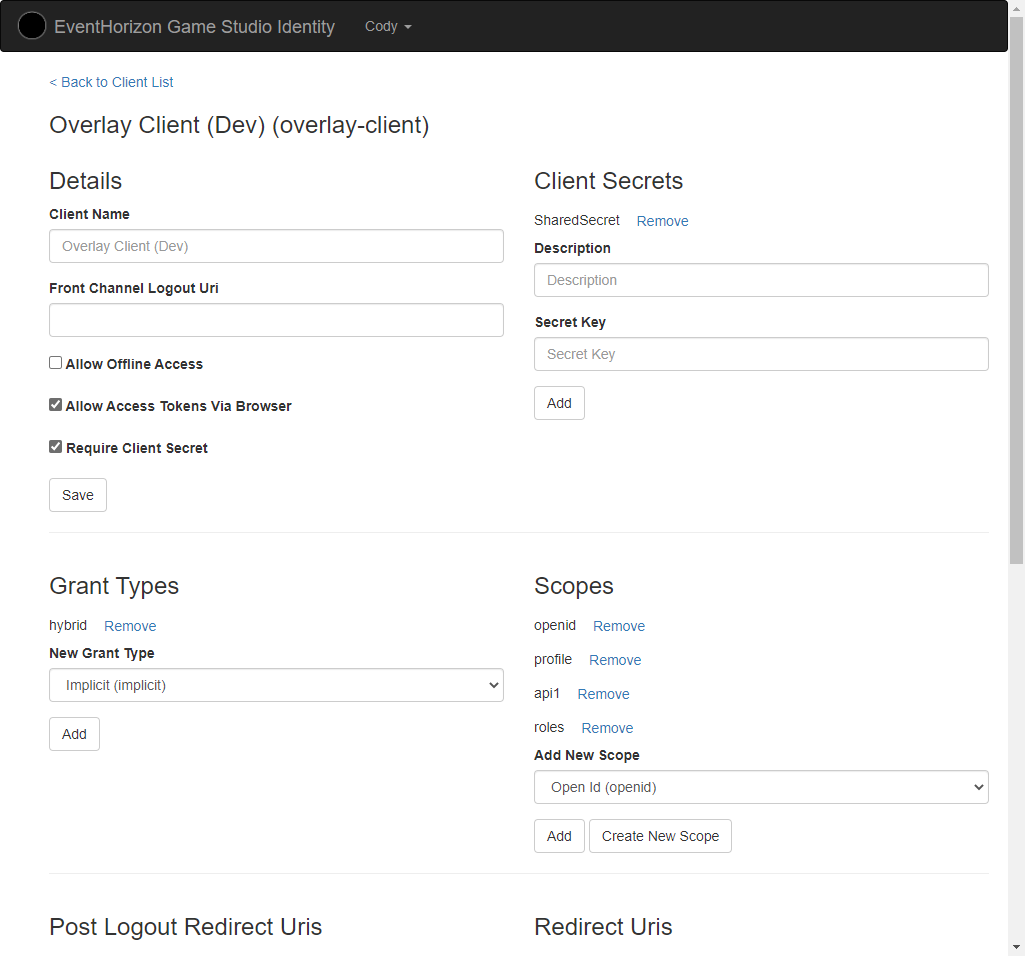 EventHorizon Game Studio Identity Cody
< Back to Client List
Overlay Client (Dev) (overlay-client)
Details
Client Name
Overlay Client (Dev)
Front Channel Logout Uri
Allow Offline Access
Allow Access Tokens Via Browser
Require Client Secret
Save
Client Secrets
SharedSecret Remove
Description
Description
Secret Key
Secret Key
Add
Grant Types
hybrid Remove
New Grant Type
Implicit (implicit)
Add
Scopes
openid Remove
profile Remove
api1 Remove
roles Remove
Add New Scope
Open Id (openid)
Add Create New Scope
Post Logout Redirect Uris
Redirect Uris